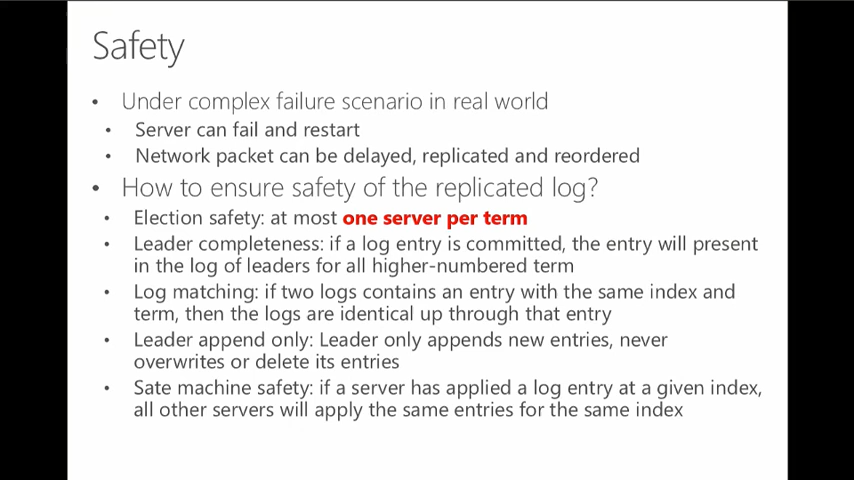 Safety
• Under complex failure scenario in real world
• Server can fail and restart
• Network packet can be delayed, replicated and reordered
• How to ensure safety of the replicated log?
• Election safety: at most one server per term
• Leader completeness: if a log entry is committed, the entry will present
in the log of leaders for all higher-numbered term
• Log matching: if two logs contains an entry with the same index and
term, then the logs are identical up through that entry
• Leader append only: Leader only appends new entries, never
overwrites or delete its entries
• Sate machine safety: if a server has applied a log entry at a given index,
all other servers will apply the same entries for the same index